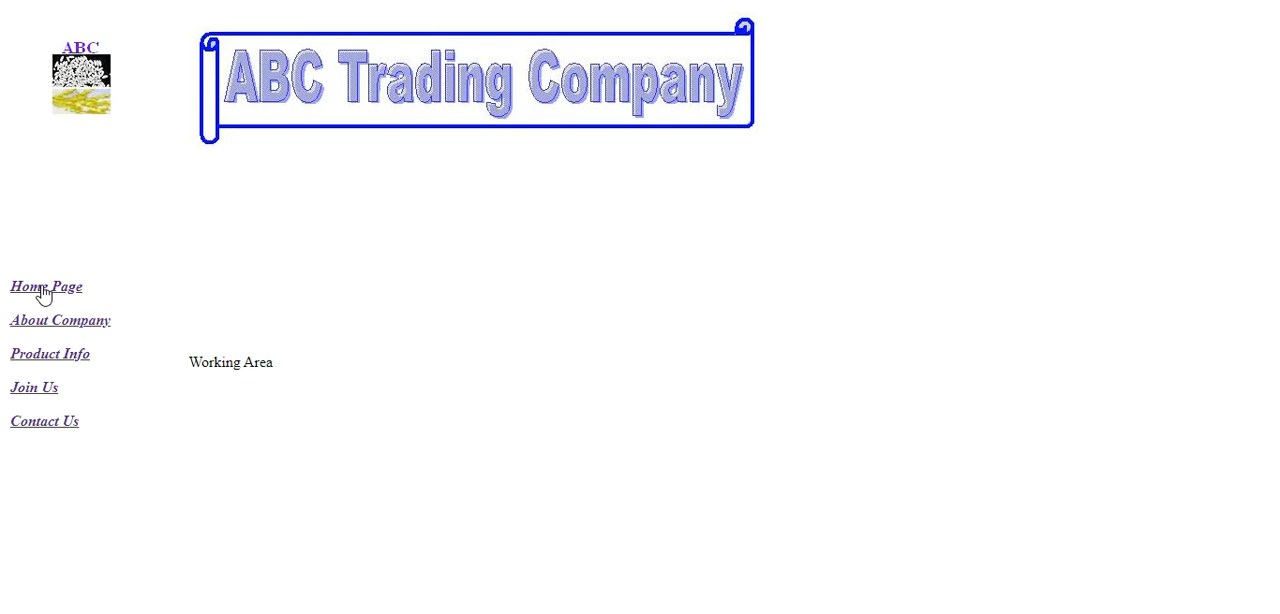 ABC
ABC Trading Company
Home Page
About Company
Product Info
Working Area
Join Us
Contact Us